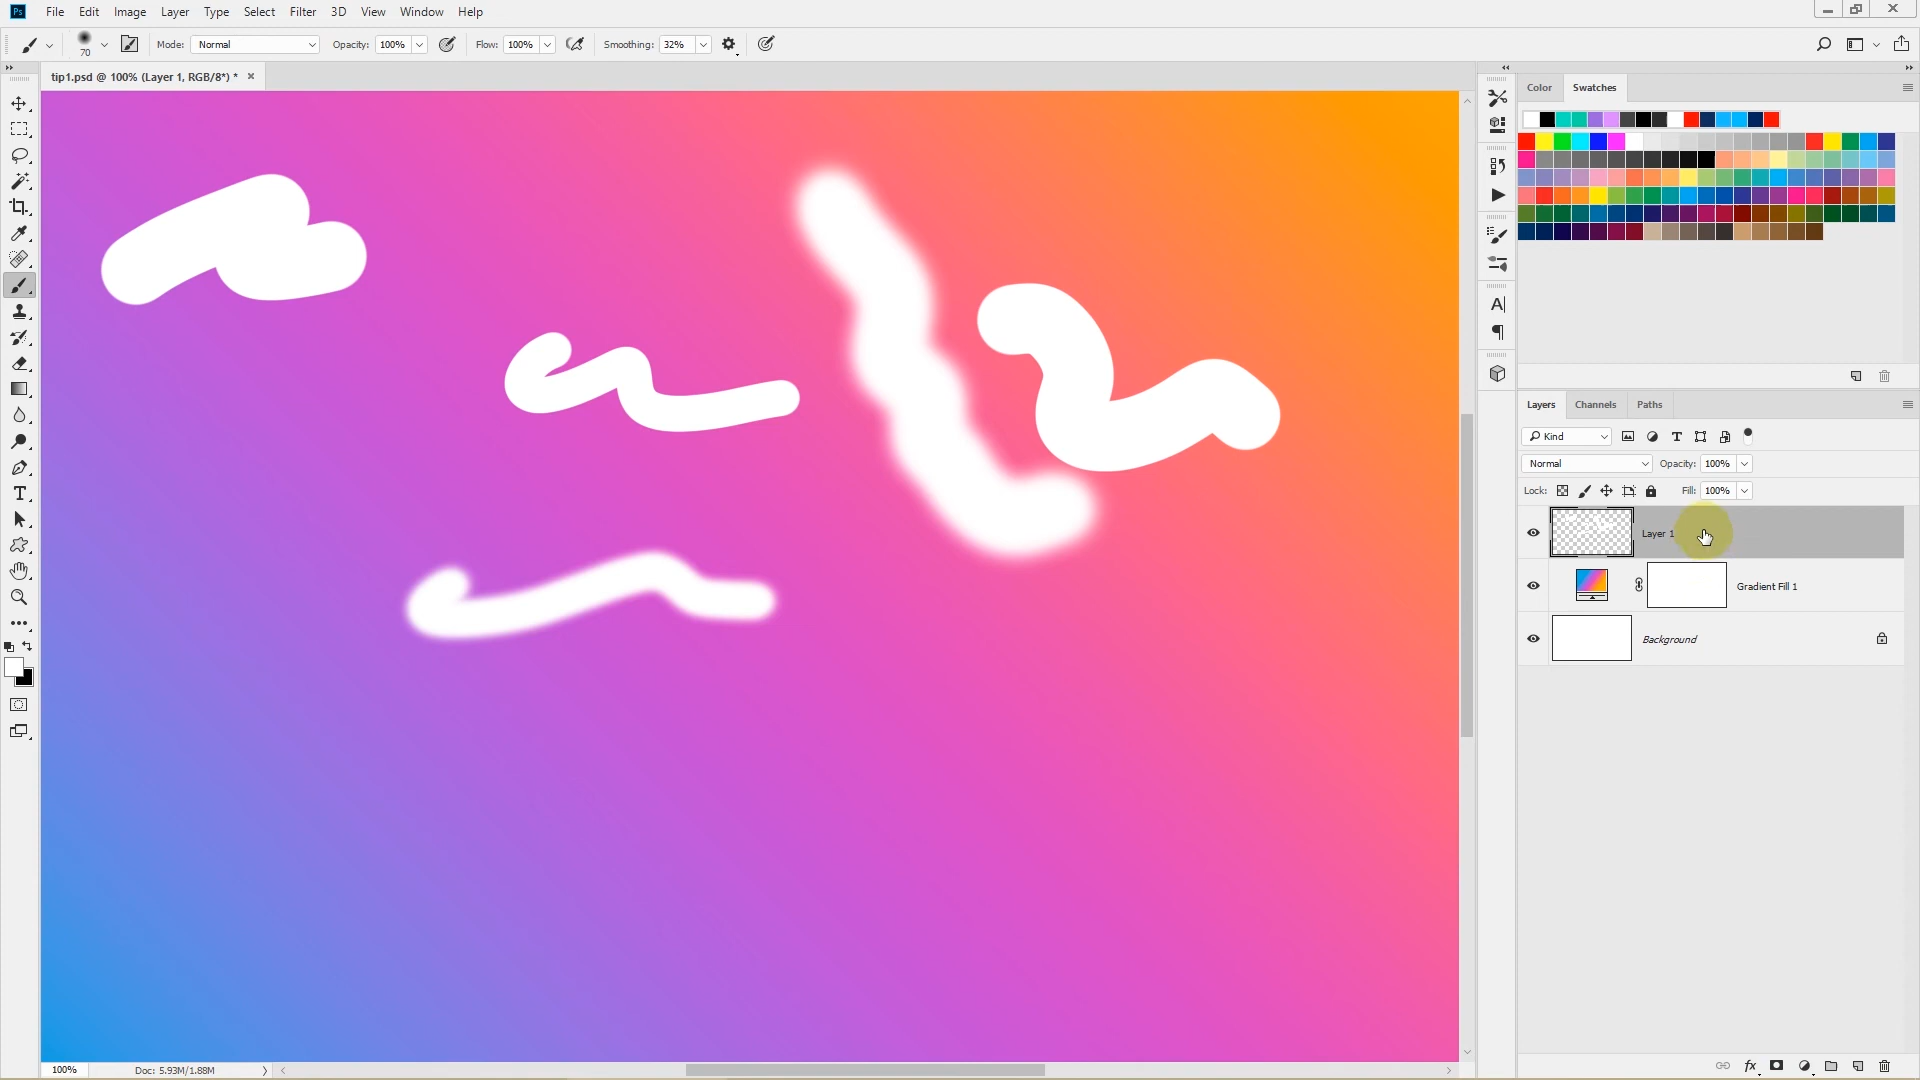 Ps File Edit Image Layer Type Select Filter 3D View Window Help
70 Mode: Normal Opacity: 100% Flow: 100% Smoothing: 32%
tip1.psd @ 100% (Layer 1, RGB/8*) *
Color Swatches
Layers Channels Paths
Kind
Normal Opacity: 100%
Lock: Fill: 100%
Layer 1
Gradient Fill 1
Background
100% Doc: 5.93M/1.88M